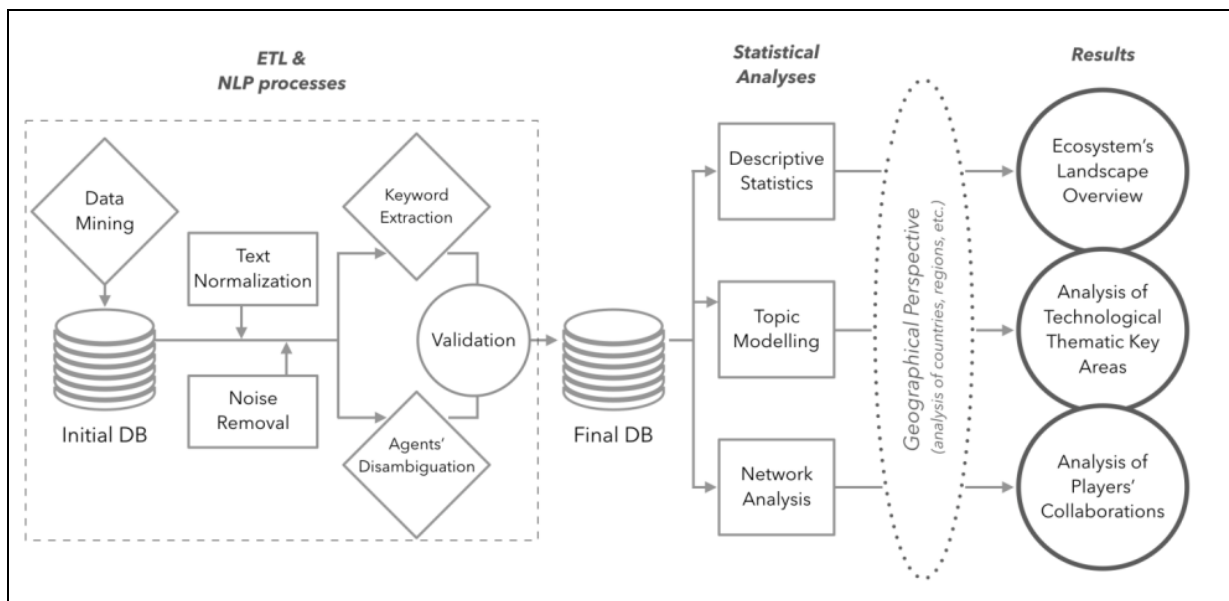 ETL &
NLP processes
Statistical
Analyses
Results
Data
Mining
Text
Normalization
Noise
Removal
Initial DB
Keyword
Extraction
Validation
Agents'
Disambiguation
Final DB
Descriptive
Statistics
Topic
Modelling
Network
Analysis
Geographical Perspective
(analysis of countries, regions, etc.)
Ecosystem's
Landscape
Overview
Analysis of
Technological
Thematic Key
Areas
Analysis of
Players'
Collaborations